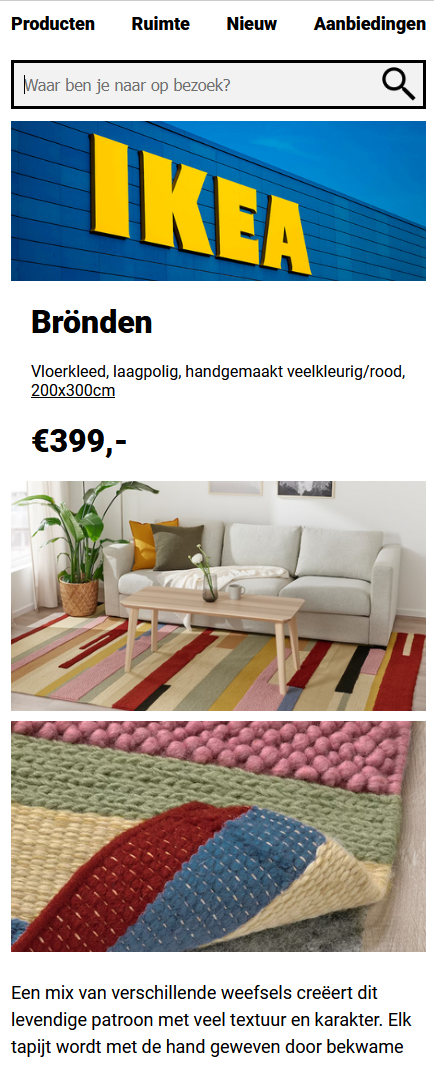 Producten Ruimte Nieuw Aanbiedingen
Waar ben je naar op bezoek?
IKEA
Brönden
Vloerkleed, laagpolig, handgemaakt veelkleurig/rood,
200x300cm
€399,-
Een mix van verschillende weefsels creëert dit
levendige patroon met veel textuur en karakter. Elk
tapijt wordt met de hand geweven door bekwame